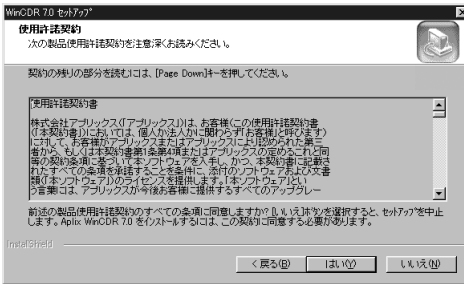 WinCDR 7.0 セットアップ
使用許諾契約
次の製品使用許諾契約を注意深くお読みください。
契約の残りの部分を読むには、[Page Down]キーを押してください。
使用許諾契約書
株式会社アプリックス(「アプリックス」)は、お客様(この使用許諾契約書
(「本契約書」)においては、個人か法人かに関わらず「お客様」と呼びます)
に対して、お客様がアプリックスまたはアプリックスにより認められた第三
者から、もしくは本契約書第1条第4項またはアプリックスの定めるこれと同
等の契約条項に基づいて本ソフトウェアを入手し、かつ、本契約書に記載さ
れたすべての条項を承諾することを条件に、添付のソフトウェアおよび文書
類(「本ソフトウェア」)のライセンスを提供します。「本ソフトウェア」とい
う言葉には、アプリックスが今後お客様に提供するすべてのアップグレー
前述の製品使用許諾契約のすべての条項に同意しますか? [いいえ]ボタンを選択すると、セットアップを中止
します。Aplix WinCDR 7.0 をインストールするには、この契約に同意する必要があります。
InstallShield
< 戻る(B)
はい(Y)
いいえ(N)